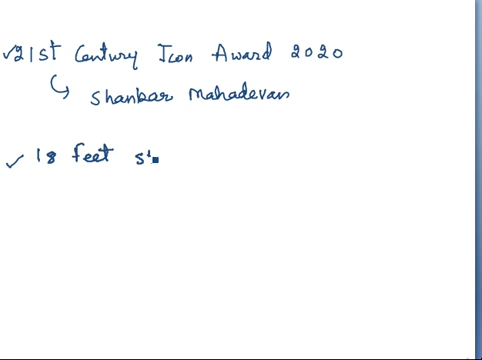 ✓21st Century Icon Award 2020
↳ Shankar Mahadevan
✓ 18 feet